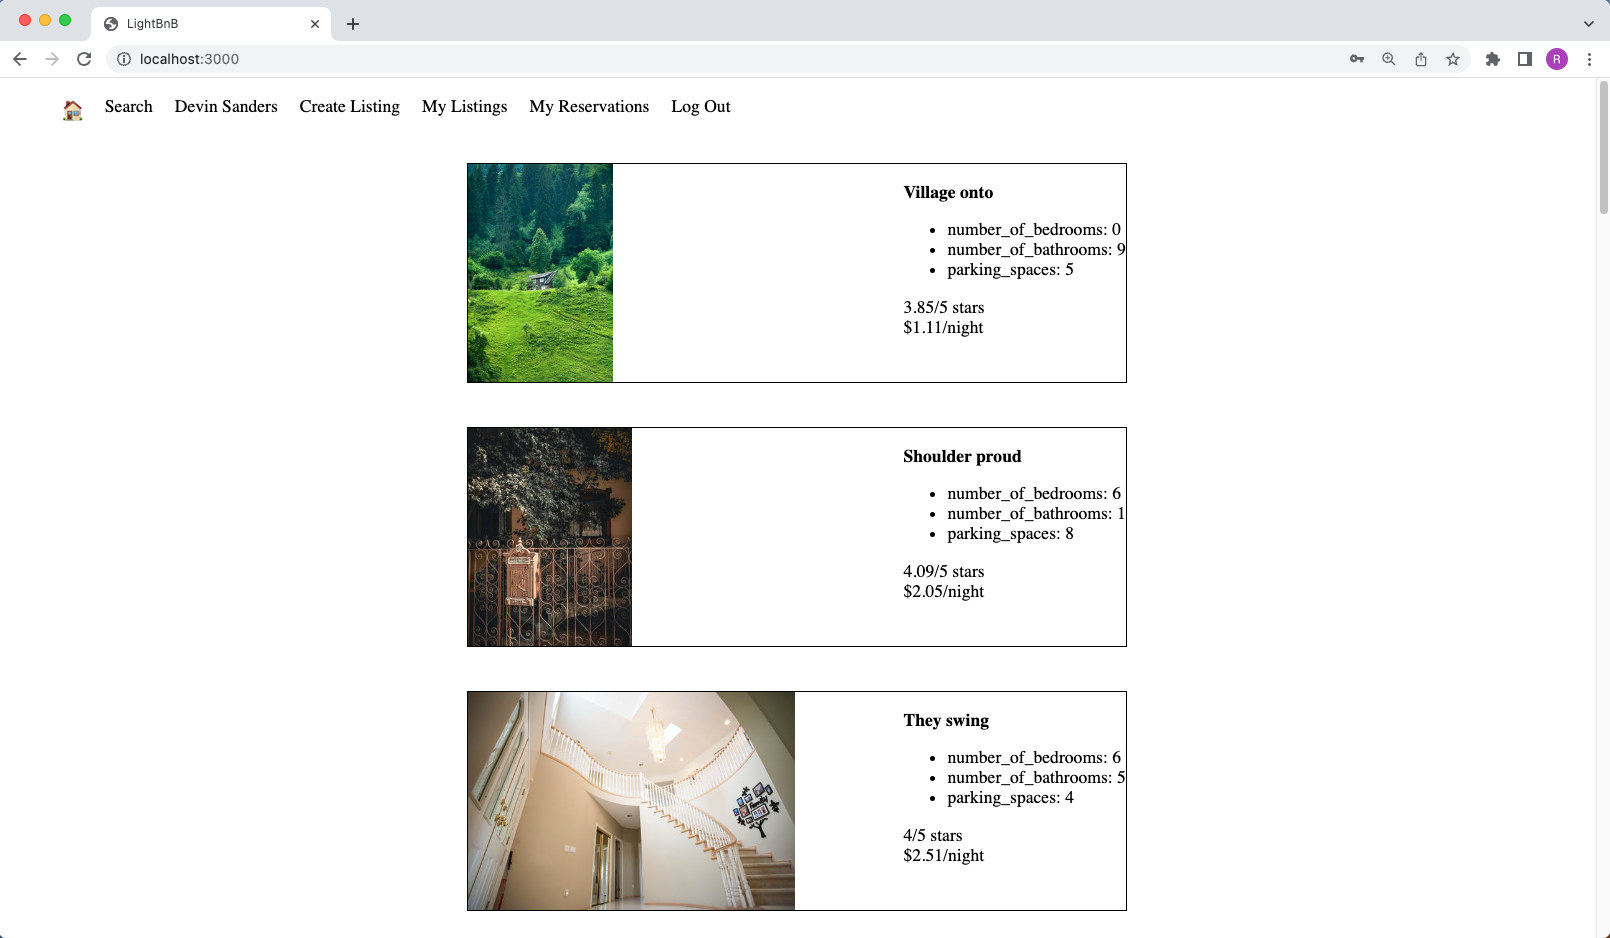 LightBnB
localhost:3000
R
Search Devin Sanders Create Listing My Listings My Reservations Log Out
Village onto
• number_of_bedrooms: 0
• number_of_bathrooms: 9
• parking_spaces: 5
3.85/5 stars
$1.11/night
Shoulder proud
• number_of_bedrooms: 6
• number_of_bathrooms: 1
• parking_spaces: 8
4.09/5 stars
$2.05/night
They swing
• number_of_bedrooms: 6
• number_of_bathrooms: 5
• parking_spaces: 4
4/5 stars
$2.51/night
family